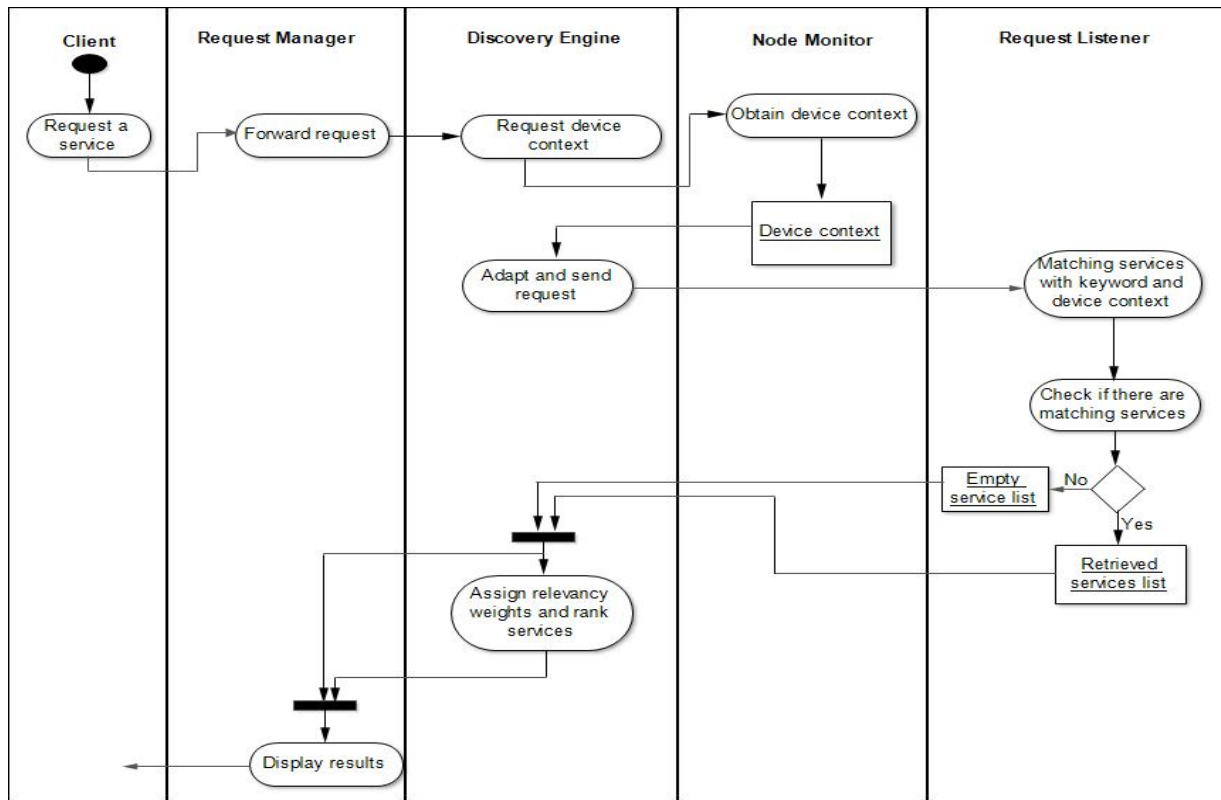 Client
Request Manager
Discovery Engine
Node Monitor
Request Listener
Request a
service
Forward request
Request device
context
Obtain device context
Device context
Adapt and send
request
Matching services
with keyword and
device context
Check if there are
matching services
No
Empty
service list
Yes
Retrieved
services list
Assign relevancy
weights and rank
services
Display results